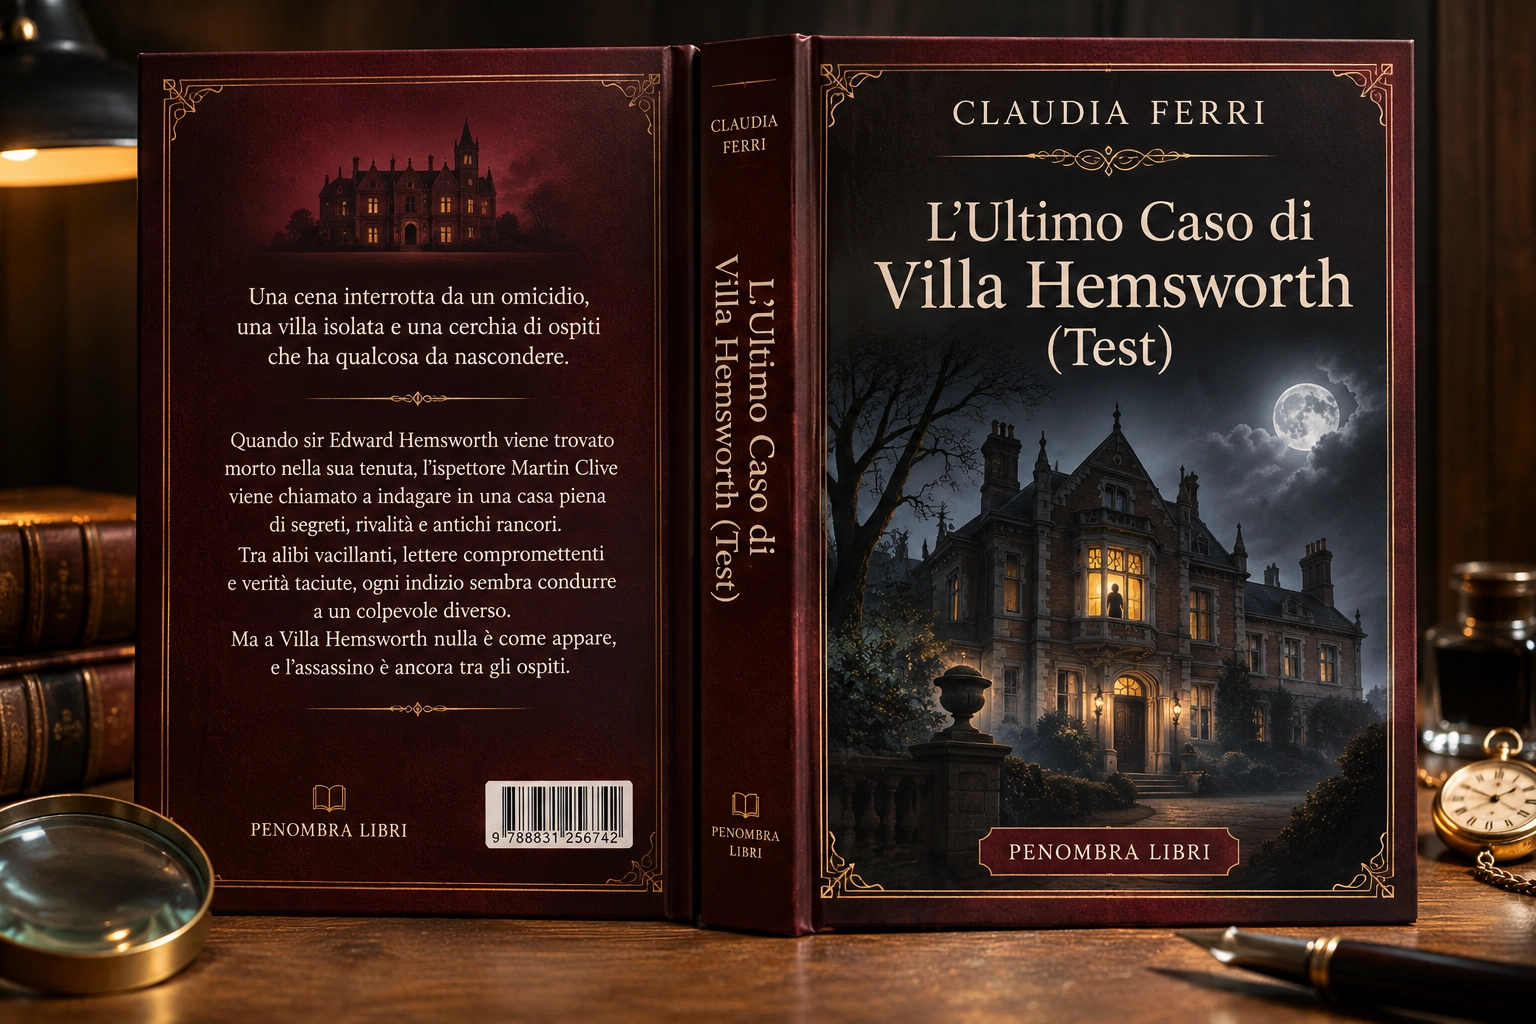 Una cena interrotta da un omicidio,
una villa isolata e una cerchia di ospiti
che ha qualcosa da nascondere.
Quando sir Edward Hemsworth viene trovato
morto nella sua tenuta, l’ispettore Martin Clive
viene chiamato a indagare in una casa piena
di segreti, rivalità e antichi rancori.
Tra alibi vacillanti, lettere compromettenti
e verità taciute, ogni indizio sembra condurre
a un colpevole diverso.
Ma a Villa Hemsworth nulla è come appare,
e l’assassino è ancora tra gli ospiti.
PENOMBRA LIBRI
9 788831 256742
CLAUDIA
FERRI
L’Ultimo Caso di
Villa Hemsworth (Test)
PENOMBRA
LIBRI
CLAUDIA FERRI
L’Ultimo Caso di
Villa Hemsworth
(Test)
PENOMBRA LIBRI